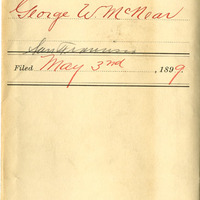 George W. McNear
San Francisco
Filed May 3rd, 1899.